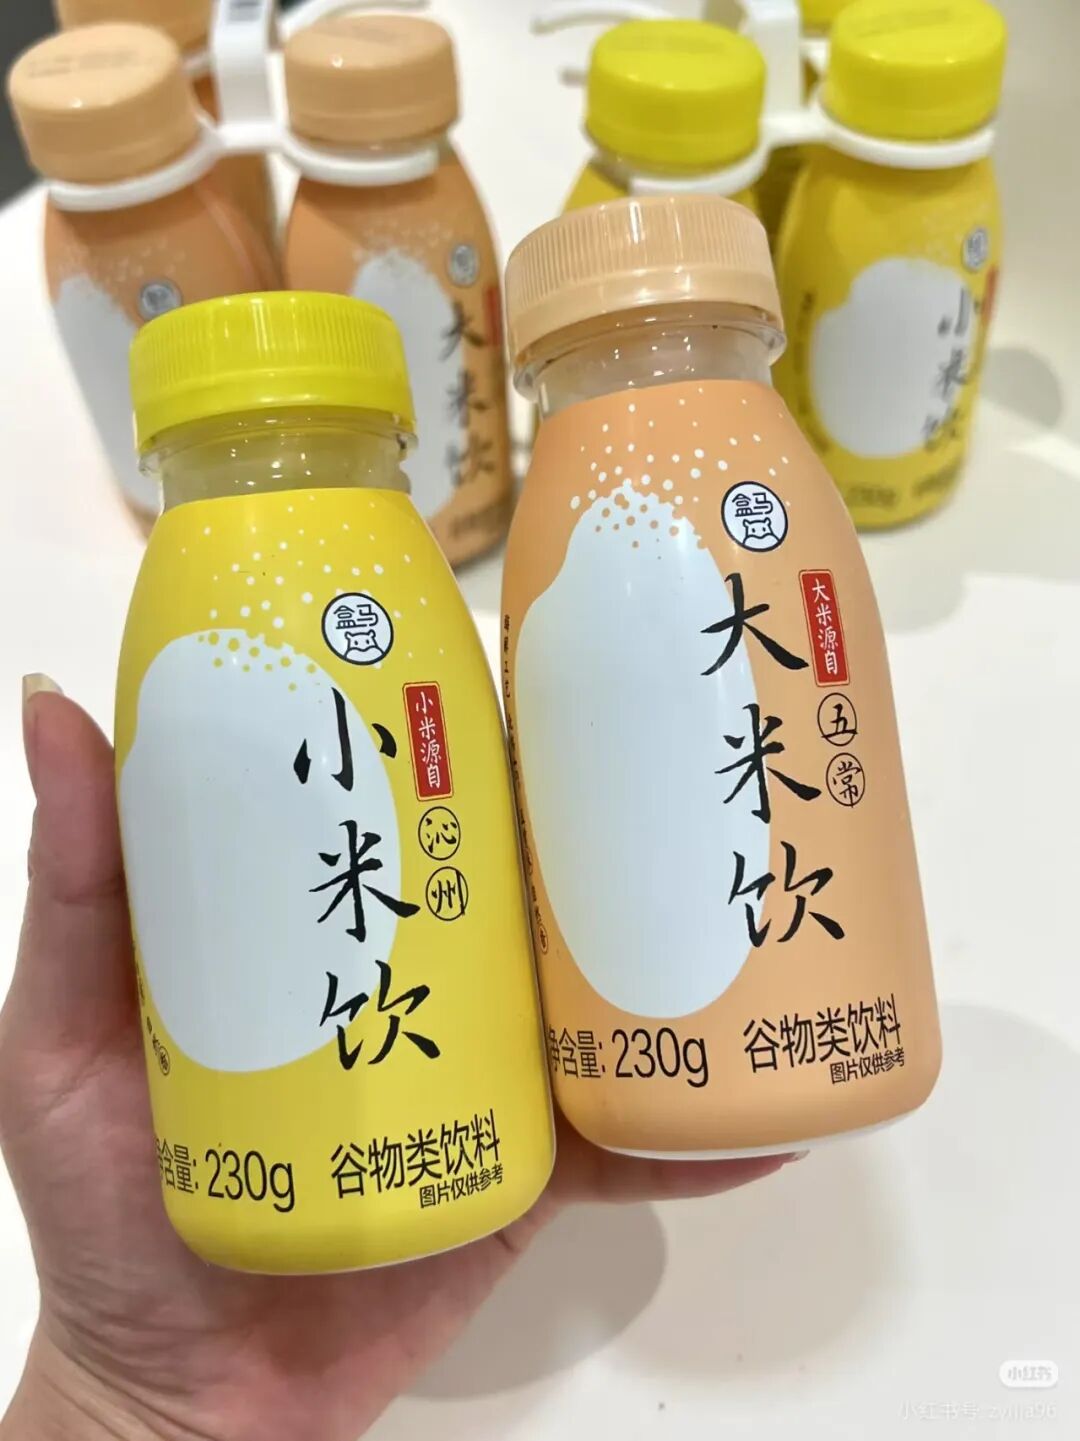 盒马
小米饮
小米源自
沁州
净含量: 230g
谷物类饮料
图片仅供参考
盒马
大米饮
大米源自
五常
净含量: 230g
谷物类饮料
图片仅供参考
大米饮
小米饮
小红书
小红书号: